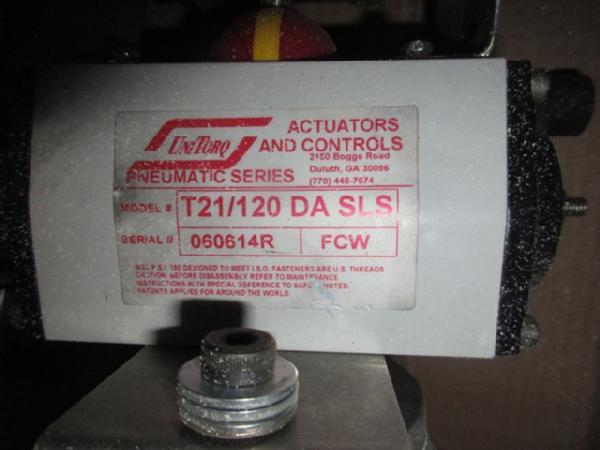 UNITORQ
ACTUATORS
AND CONTROLS
2150 Boggs Road
Duluth, GA 30096
PNEUMATIC SERIES
(770) 446-7674
MODEL # T21/120 DA SLS
SERIAL # 060614R FCW
MAX. P.S.I. 150 DESIGNED TO MEET I.S.O. FASTENERS ARE U.S. THREADS
CAUTION: BEFORE DISASSEMBLY REFER TO MAINTENANCE
INSTRUCTIONS WITH SPECIAL REFERENCE TO SAFETY NOTES.
PATENTS APPLIED FOR AROUND THE WORLD.